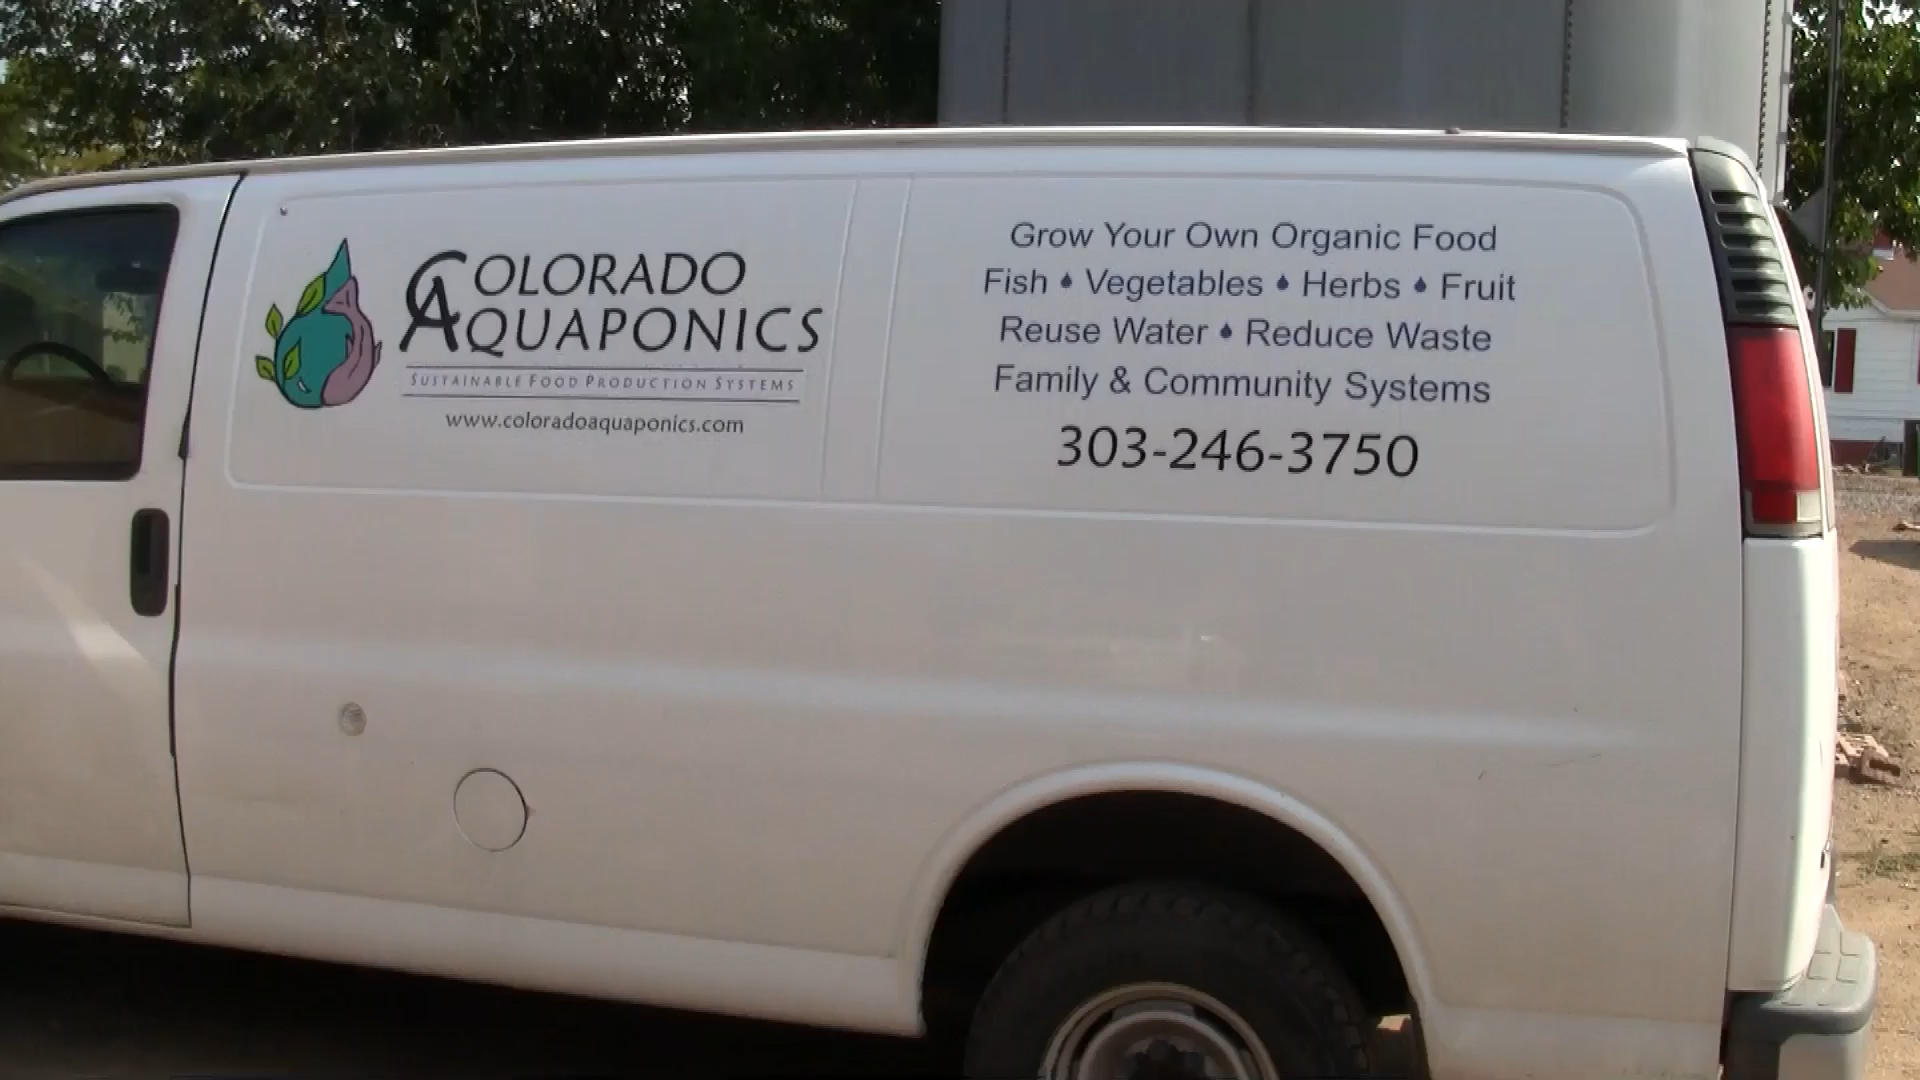 COLORADO
AQUAPONICS
SUSTAINABLE FOOD PRODUCTION SYSTEMS
www.coloradoaquaponics.com
Grow Your Own Organic Food
Fish • Vegetables • Herbs • Fruit
Reuse Water • Reduce Waste
Family & Community Systems
303-246-3750